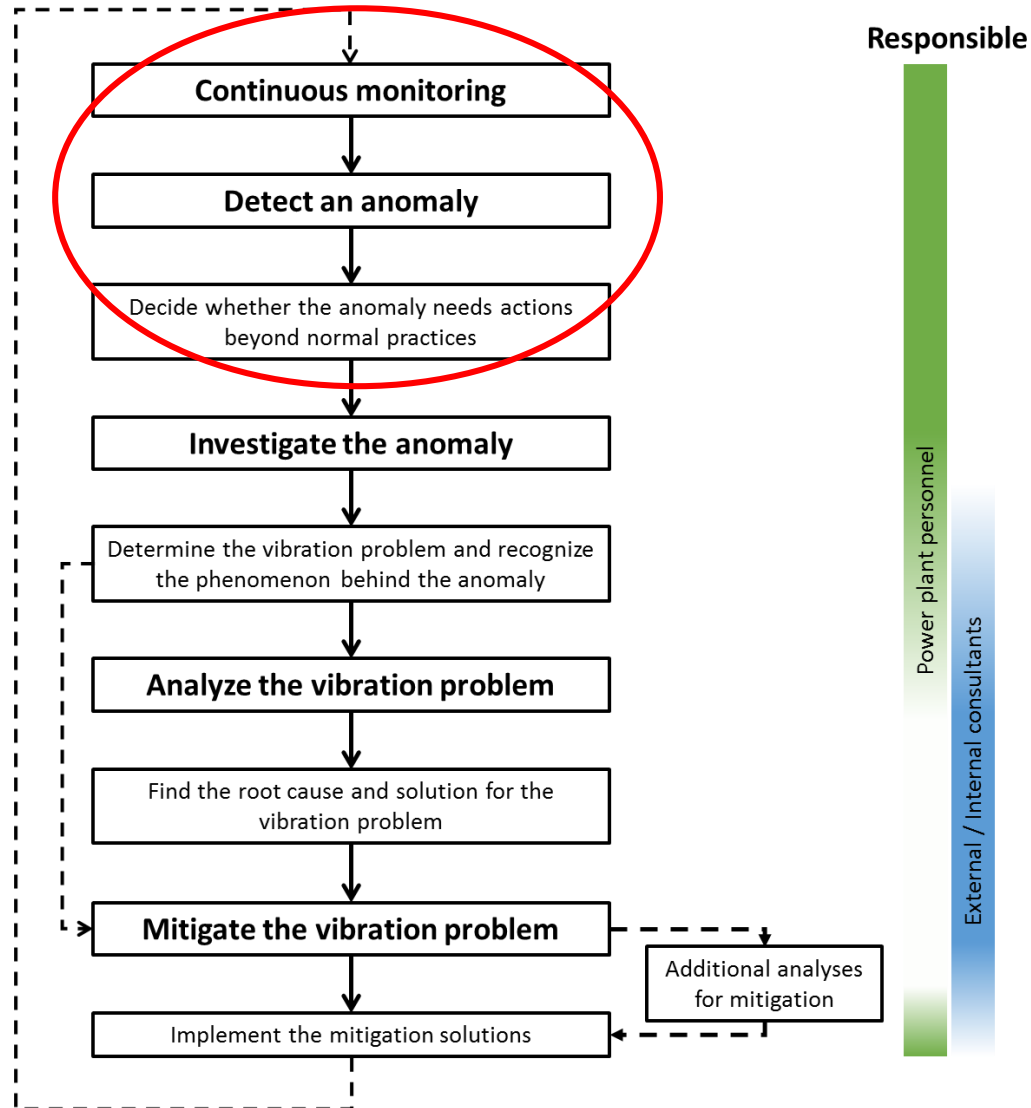 Responsible
Continuous monitoring
Detect an anomaly
Decide whether the anomaly needs actions
beyond normal practices
Investigate the anomaly
Determine the vibration problem and recognize
the phenomenon behind the anomaly
Analyze the vibration problem
Find the root cause and solution for the
vibration problem
Mitigate the vibration problem
Additional analyses
for mitigation
Implement the mitigation solutions
Power plant personnel
External / Internal consultants